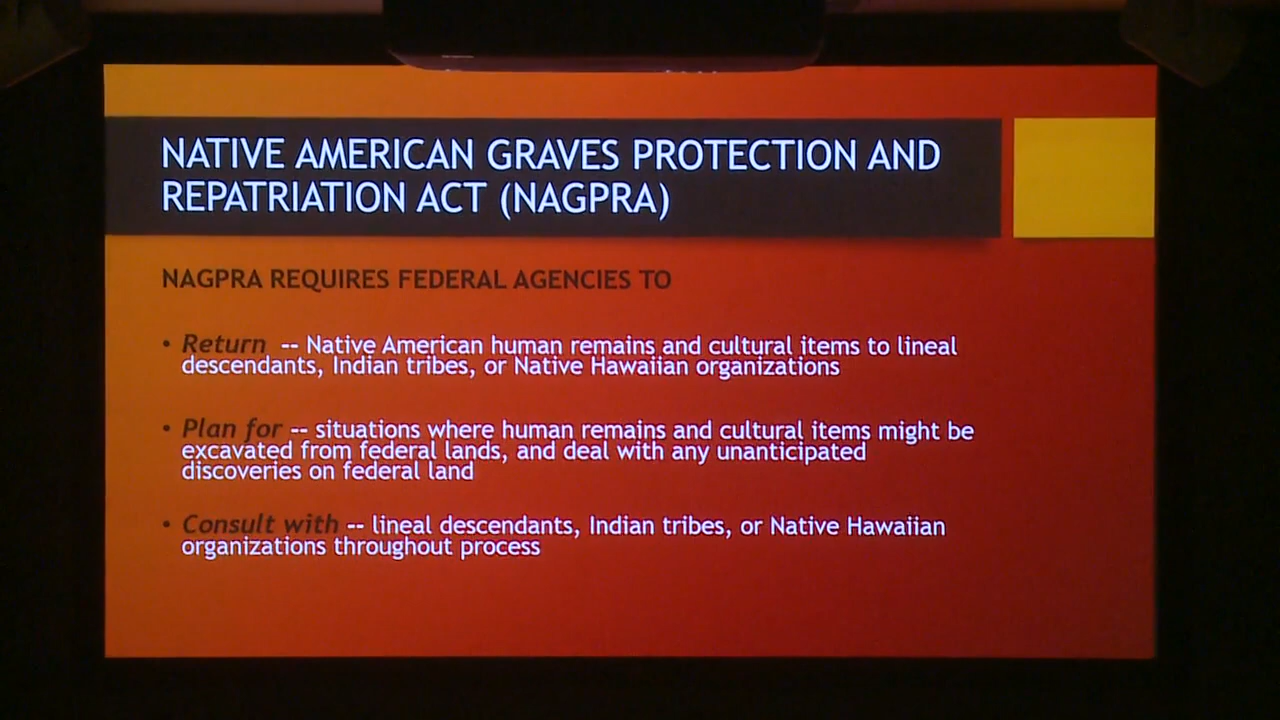 NATIVE AMERICAN GRAVES PROTECTION AND
REPATRIATION ACT (NAGPRA)
NAGPRA REQUIRES FEDERAL AGENCIES TO
• Return -- Native American human remains and cultural items to lineal
descendants, Indian tribes, or Native Hawaiian organizations
• Plan for -- situations where human remains and cultural items might be
excavated from federal lands, and deal with any unanticipated
discoveries on federal land
• Consult with -- lineal descendants, Indian tribes, or Native Hawaiian
organizations throughout process